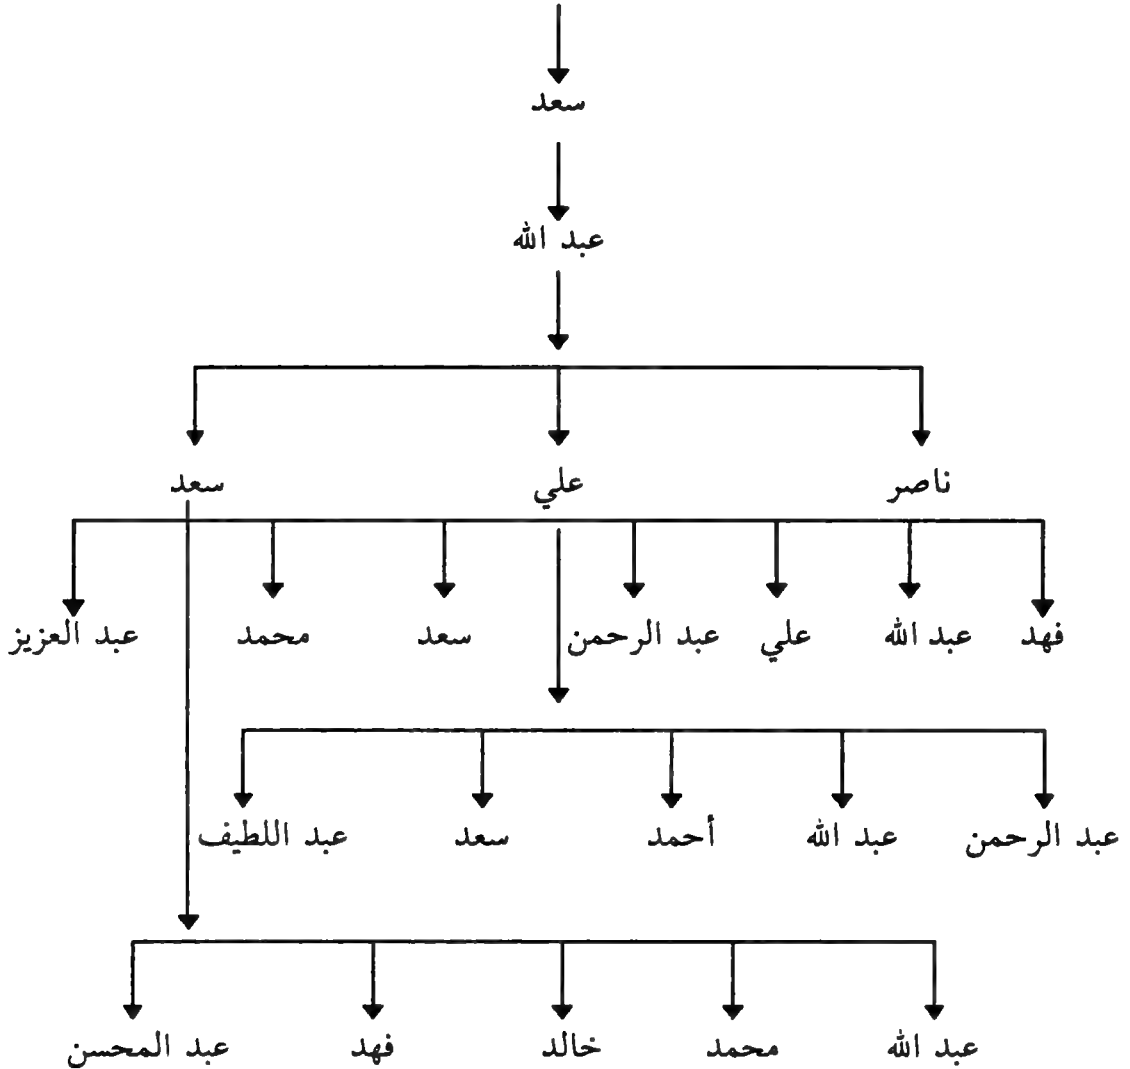 سعد
عبد الله
ناصر علي سعد
فهد عبد الله علي عبد الرحمن سعد محمد عبد العزيز
عبد الرحمن عبد الله أحمد سعد عبد اللطيف
عبد الله محمد خالد فهد عبد المحسن